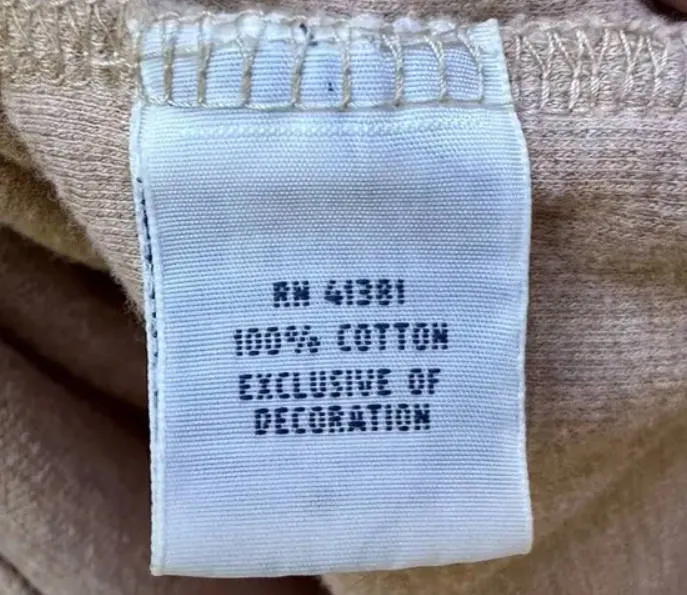 RN 41381
100% COTTON
EXCLUSIVE OF
DECORATION